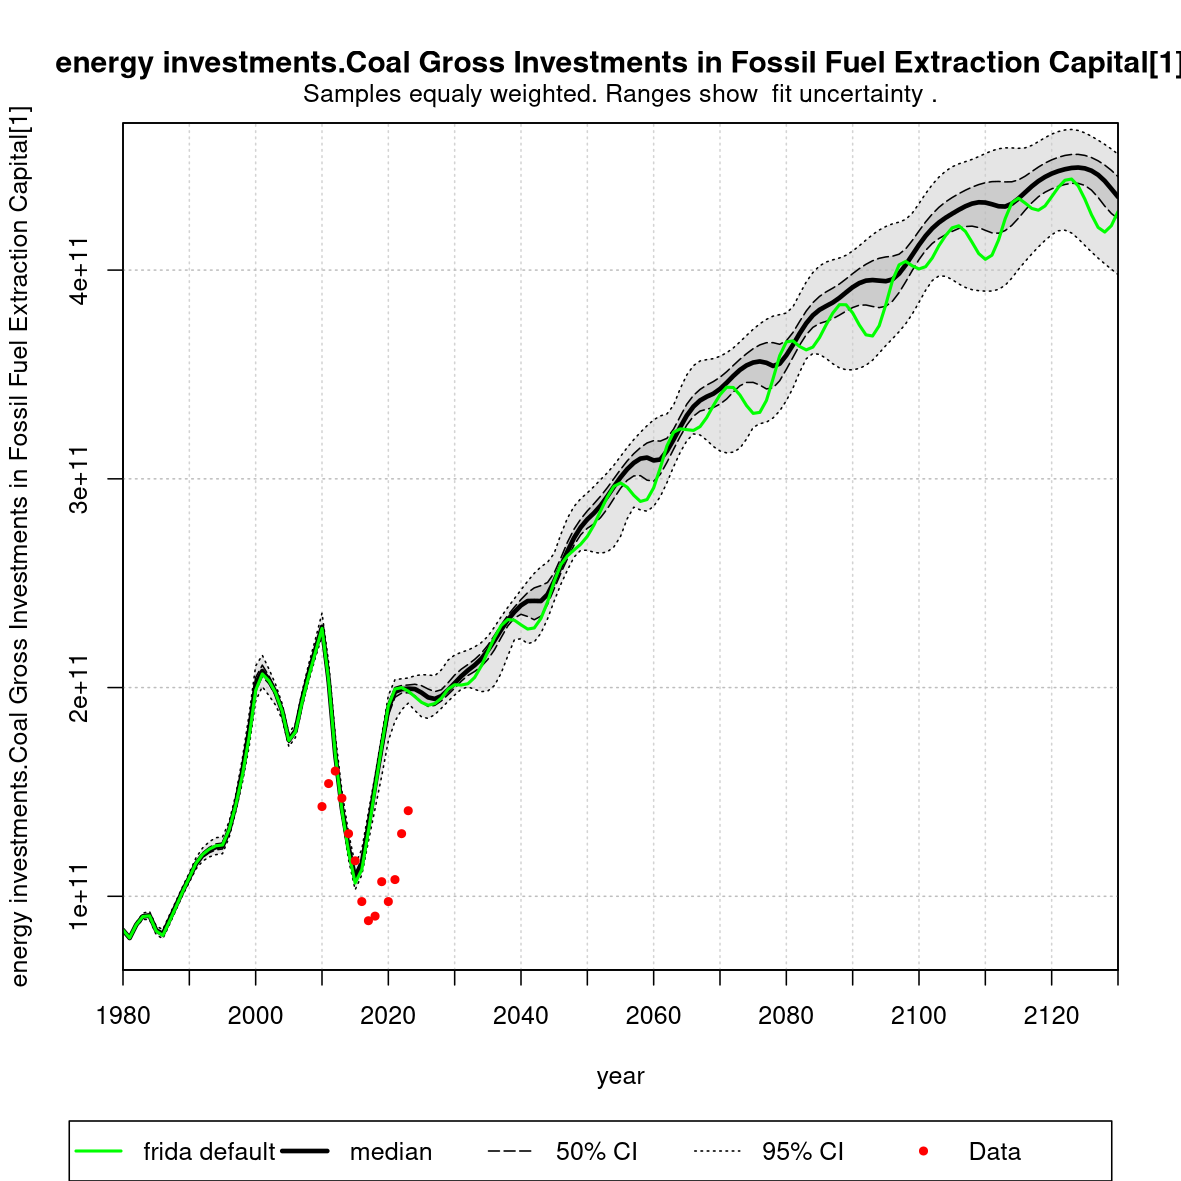 energy investments.Coal Gross Investments in Fossil Fuel Extraction Capital[1]
Samples equaly weighted. Ranges show  fit uncertainty .
energy investments.Coal Gross Investments in Fossil Fuel Extraction Capital[1]
4e+11
3e+11
2e+11
1e+11
1980 2000 2020 2040 2060 2080 2100 2120
year
frida default median 50% CI 95% CI Data